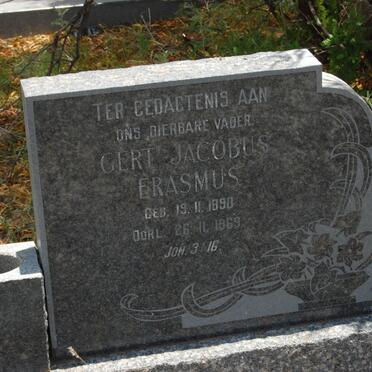 TER GEDAGTENIS AAN
ONS DIERBARE VADER
GERT JACOBUS
ERASMUS
GEB. 19. 11. 1890
OORL. 26. 11. 1969
JOH. 3:16.